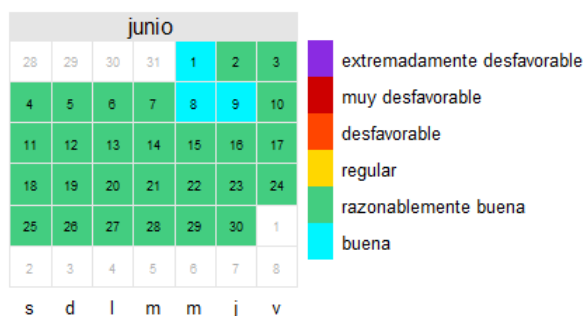 junio
28 29 30 31 1 2 3
4 5 6 7 8 9 10
11 12 13 14 15 16 17
18 19 20 21 22 23 24
25 26 27 28 29 30 1
2 3 4 5 6 7 8
s d l m m j v
extremadamente desfavorable
muy desfavorable
desfavorable
regular
razonablemente buena
buena